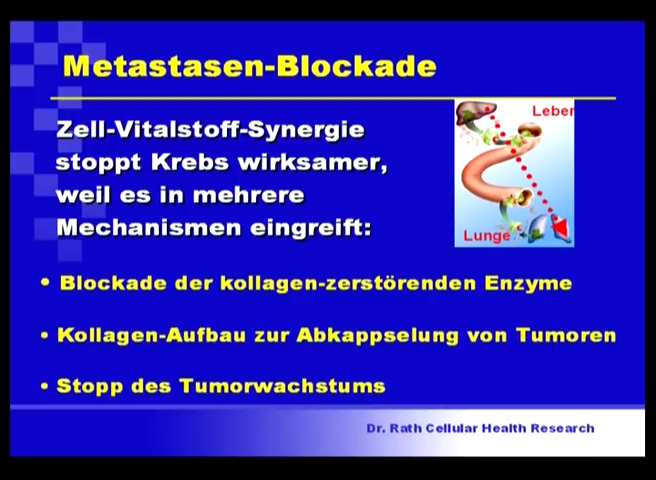 Metastasen-Blockade
Zell-Vitalstoff-Synergie
stoppt Krebs wirksamer,
weil es in mehrere
Mechanismen eingreift:
Leber
Lunge
• Blockade der kollagen-zerstörenden Enzyme
• Kollagen-Aufbau zur Abkappselung von Tumoren
• Stopp des Tumorwachstums
Dr. Rath Cellular Health Research